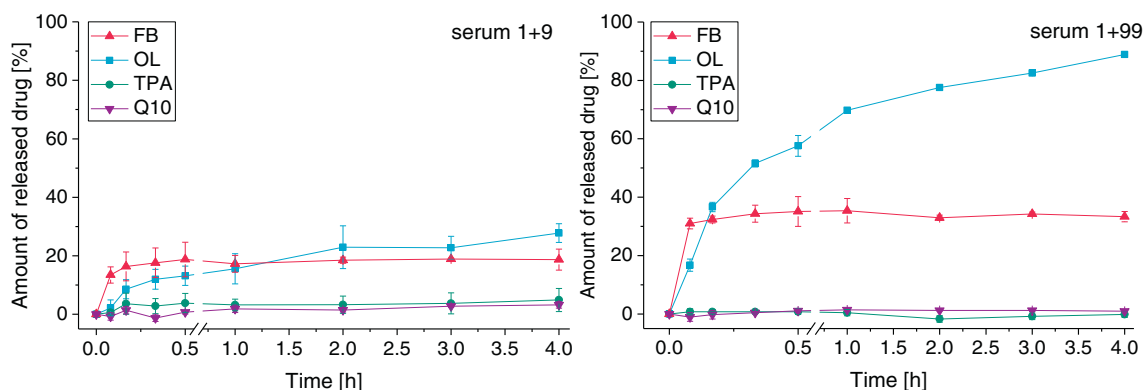 Amount of released drug [%]
100
80
60
40
20
0
FB
OL
TPA
Q10
serum 1+9
0.0 0.5 1.0 1.5 2.0 2.5 3.0 3.5 4.0
Time [h]
Amount of released drug [%]
100
80
60
40
20
0
FB
OL
TPA
Q10
serum 1+99
0.0 0.5 1.0 1.5 2.0 2.5 3.0 3.5 4.0
Time [h]